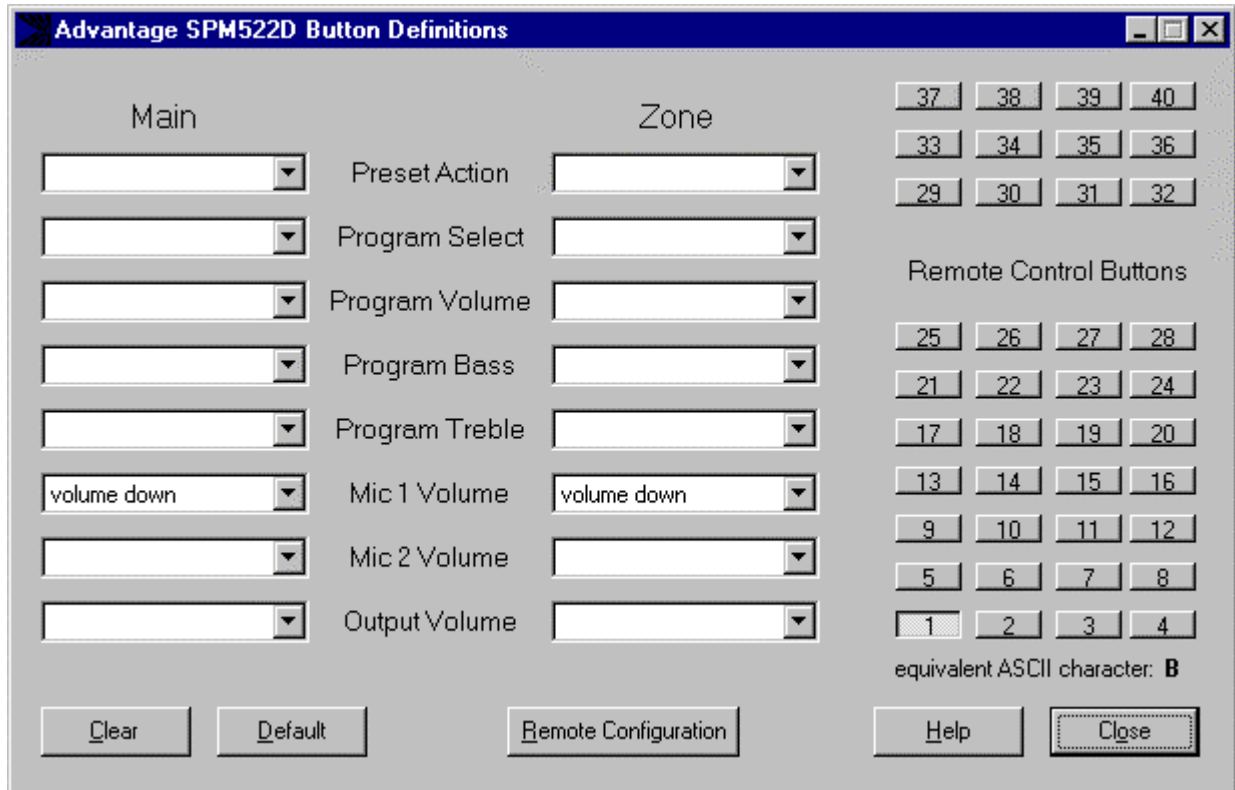 Advantage SPM522D Button Definitions
Main Zone
Preset Action
Program Select
Program Volume
Program Bass
Program Treble
volume down Mic 1 Volume volume down
Mic 2 Volume
Output Volume
37 38 39 40
33 34 35 36
29 30 31 32
Remote Control Buttons
25 26 27 28
21 22 23 24
17 18 19 20
13 14 15 16
9 10 11 12
5 6 7 8
1 2 3 4
equivalent ASCII character: B
Clear Default Remote Configuration Help Close